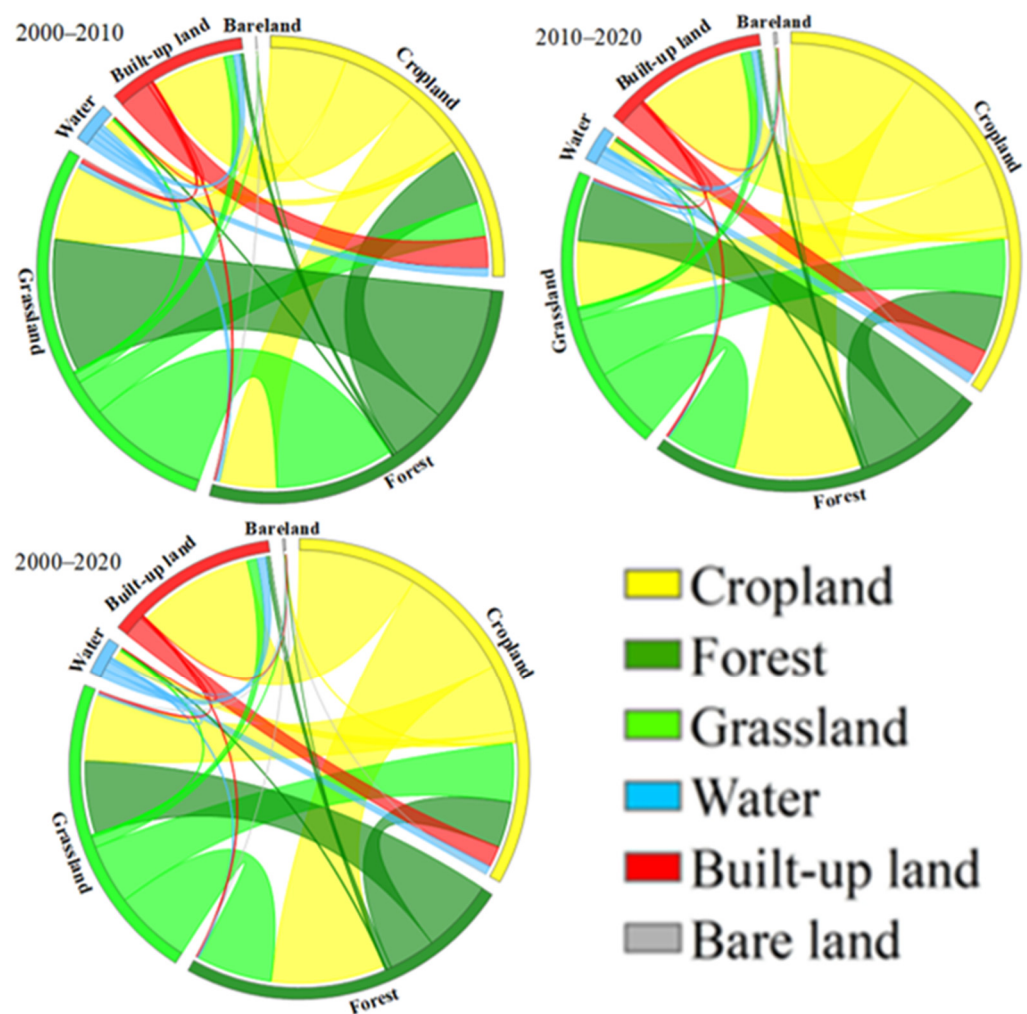 2000–2010
Bareland
Built-up land
Cropland
Water
Grassland
Forest
2010–2020
Bareland
Built-up land
Cropland
Water
Grassland
Forest
2000–2020
Bareland
Built-up land
Cropland
Water
Grassland
Forest
Cropland
Forest
Grassland
Water
Built-up land
Bare land